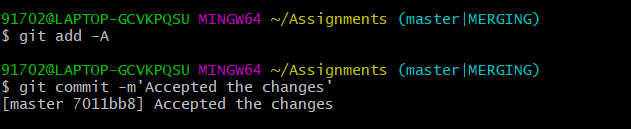 91702@LAPTOP-GCVKPQSU MINGW64 ~/Assignments (master|MERGING)
$ git add -A
91702@LAPTOP-GCVKPQSU MINGW64 ~/Assignments (master|MERGING)
$ git commit -m'Accepted the changes'
[master 7011bb8] Accepted the changes